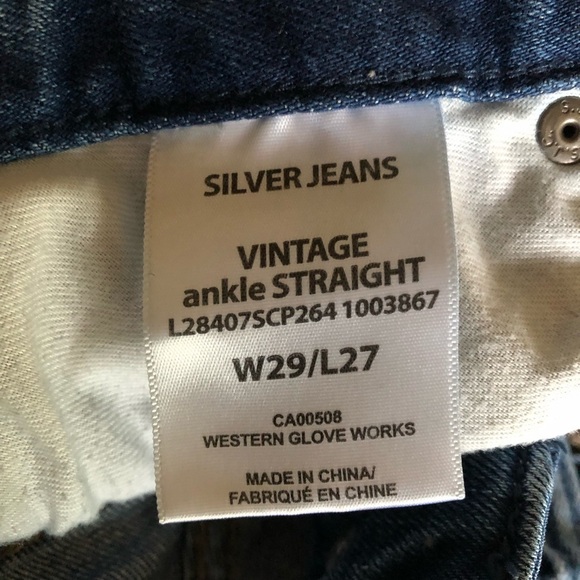 SILVER JEANS
VINTAGE
ankle STRAIGHT
L28407SCP264 1003867
W29/L27
CA00508
WESTERN GLOVE WORKS
MADE IN CHINA/
FABRIQUÉ EN CHINE